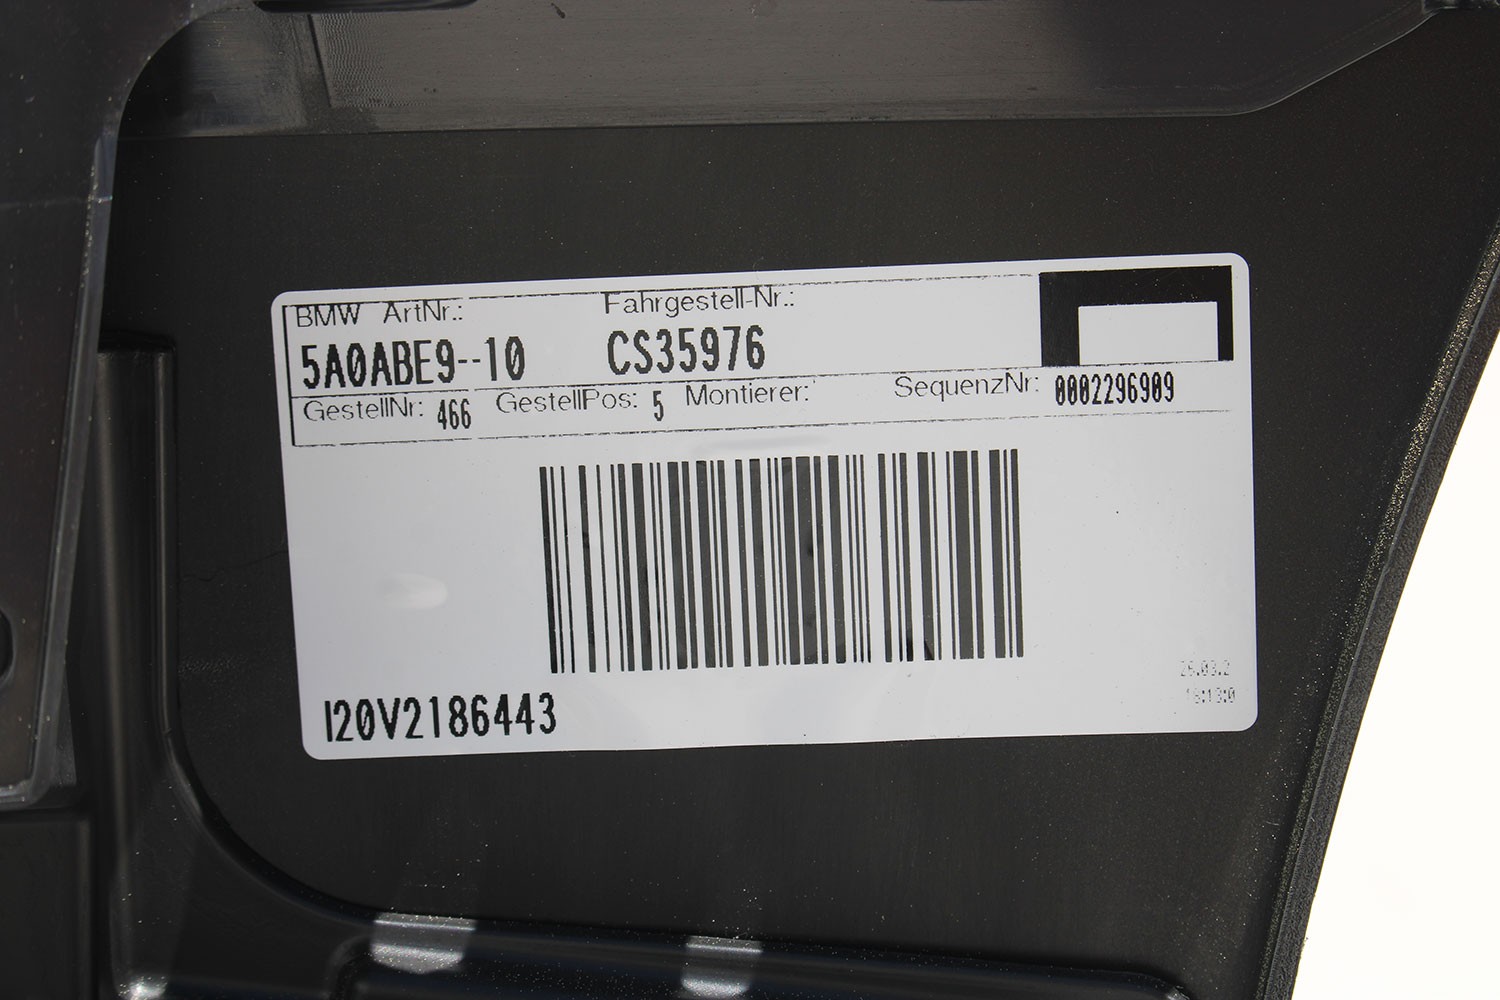 BMW ArtNr.: Fahrgestell-Nr.:
5A0ABE9--10 CS35976
GestellNr: 466 GestellPos: 5 Montierer: SequenzNr: 0002296909
I20V2186443